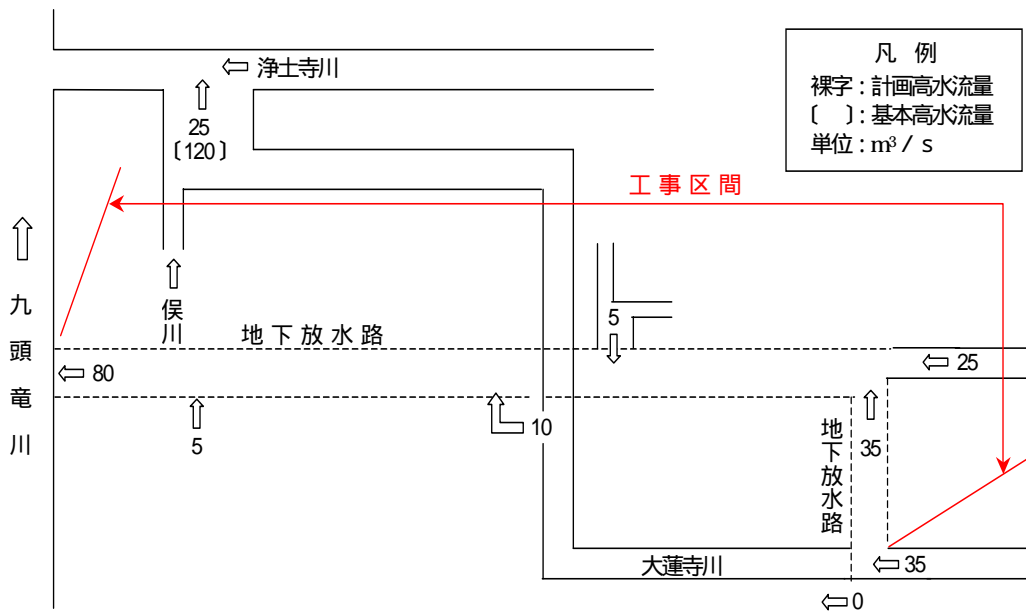 浄土寺川
25
〔120〕
凡 例
裸字：計画高水流量
〔　〕：基本高水流量
単位：m³／s
工事区間
九頭竜川
俣川
地下放水路
5
25
80
5
10
35
地下放水路
大蓮寺川
35
0